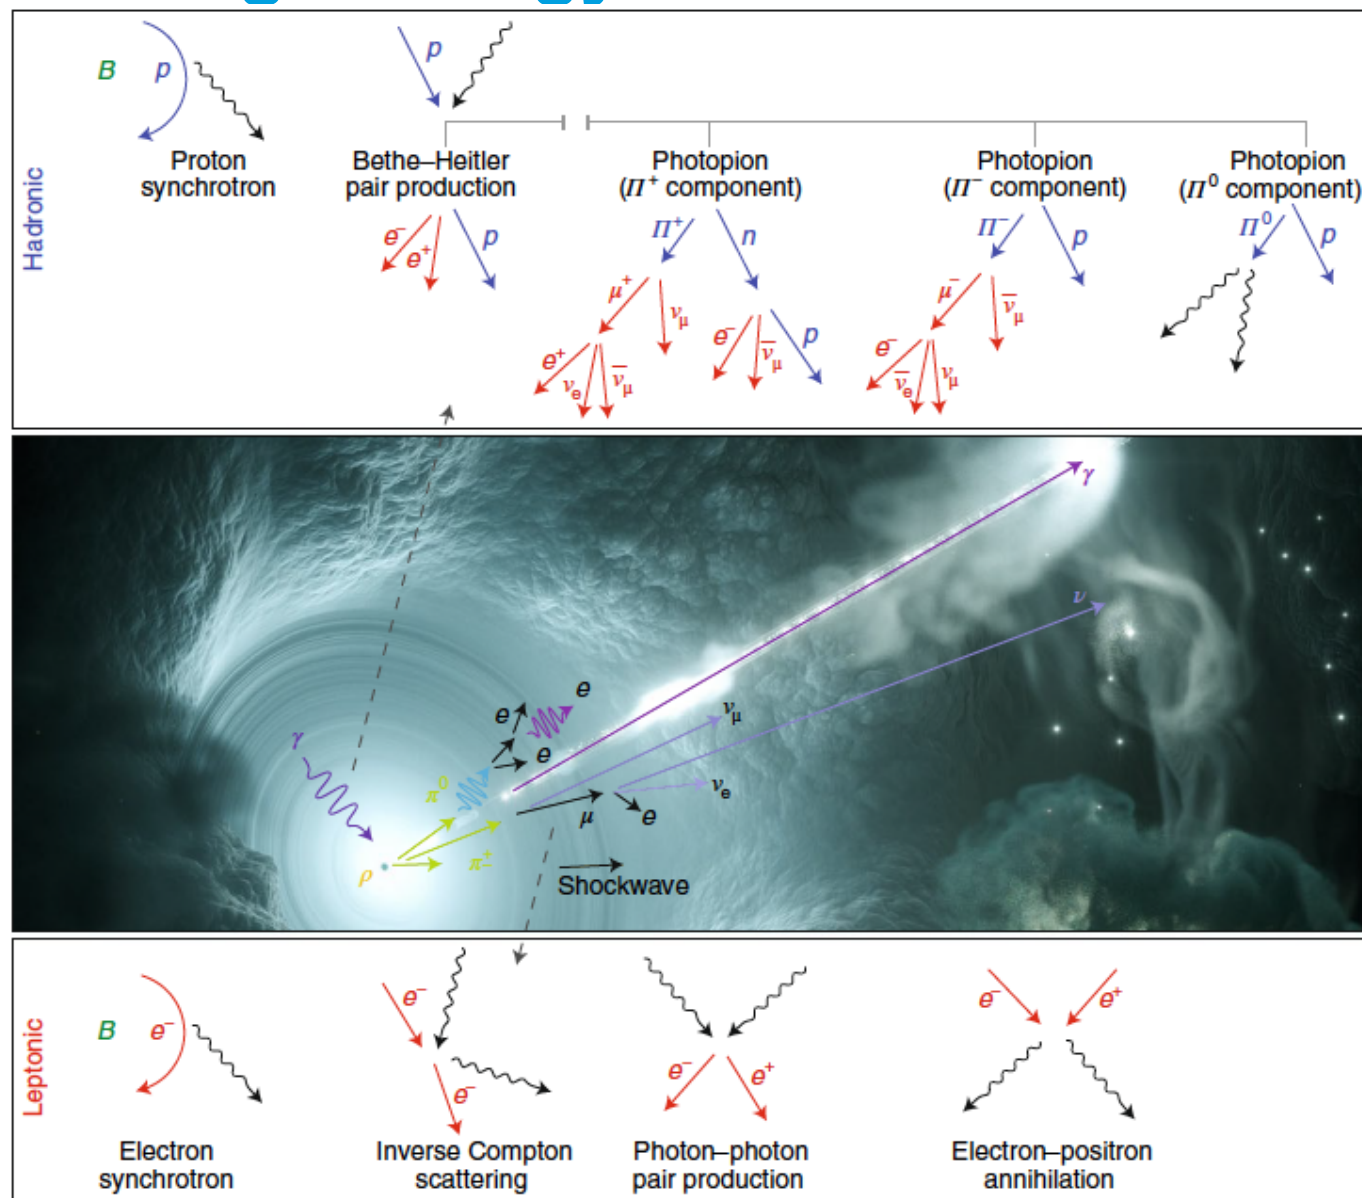 Hadronic
B
p
p
Proton
synchrotron
Bethe–Heitler
pair production
Photopion
(Π⁺ component)
Photopion
(Π⁻ component)
Photopion
(Π⁰ component)
e⁻
e⁺
p
Π⁺
n
Π⁻
p
Π⁰
p
μ⁺
ν_μ
e⁻
ν̅_μ
p
μ⁻
ν̅_μ
e⁺
ν_e
ν̅_μ
e⁻
ν̅_e
ν_μ
γ
ν
e
e
e
ν_μ
γ
π⁰
ν_e
μ
e
ρ
π±
Shockwave
Leptonic
B
e⁻
e⁻
e⁻
e⁻
e⁺
e⁻
e⁺
Electron
synchrotron
Inverse Compton
scattering
Photon–photon
pair production
Electron–positron
annihilation